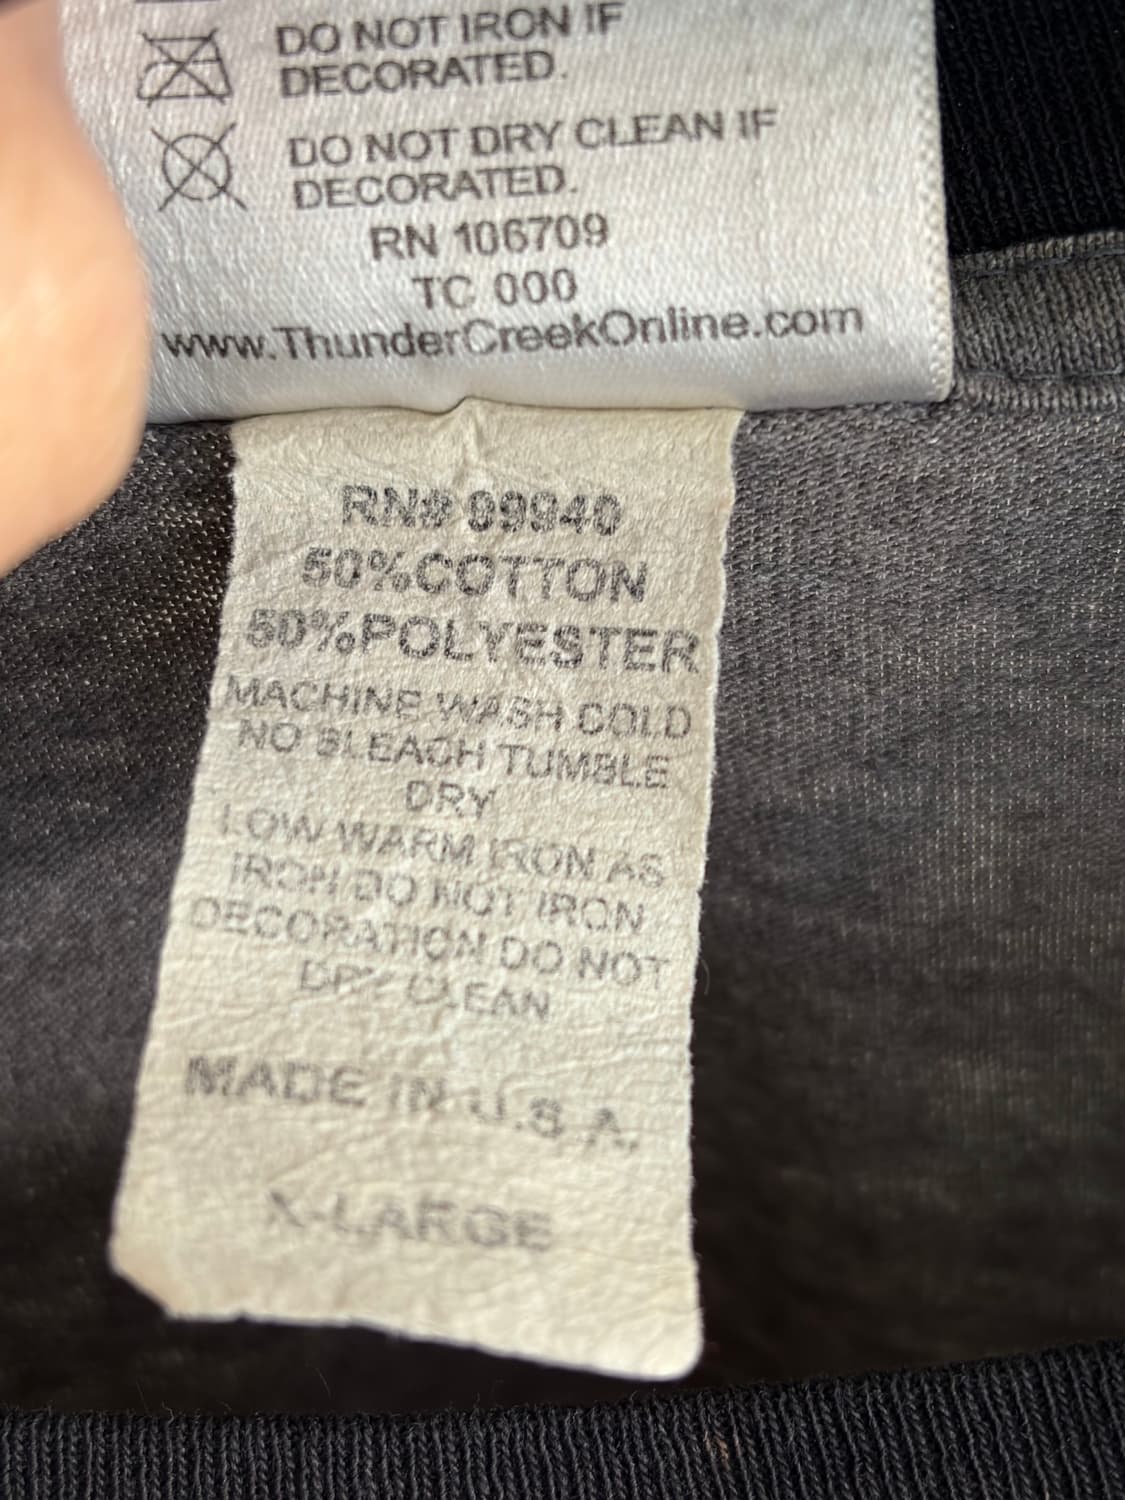 DO NOT IRON IF
DECORATED.
DO NOT DRY CLEAN IF
DECORATED.
RN 106709
TC 000
www.ThunderCreekOnline.com
RN# 99940
50%COTTON
50%POLYESTER
MACHINE WASH COLD
NO BLEACH TUMBLE
DRY
LOW WARM IRON AS
IRON DO NOT IRON
DECORATION DO NOT
DRY CLEAN
MADE IN U.S.A.
X-LARGE